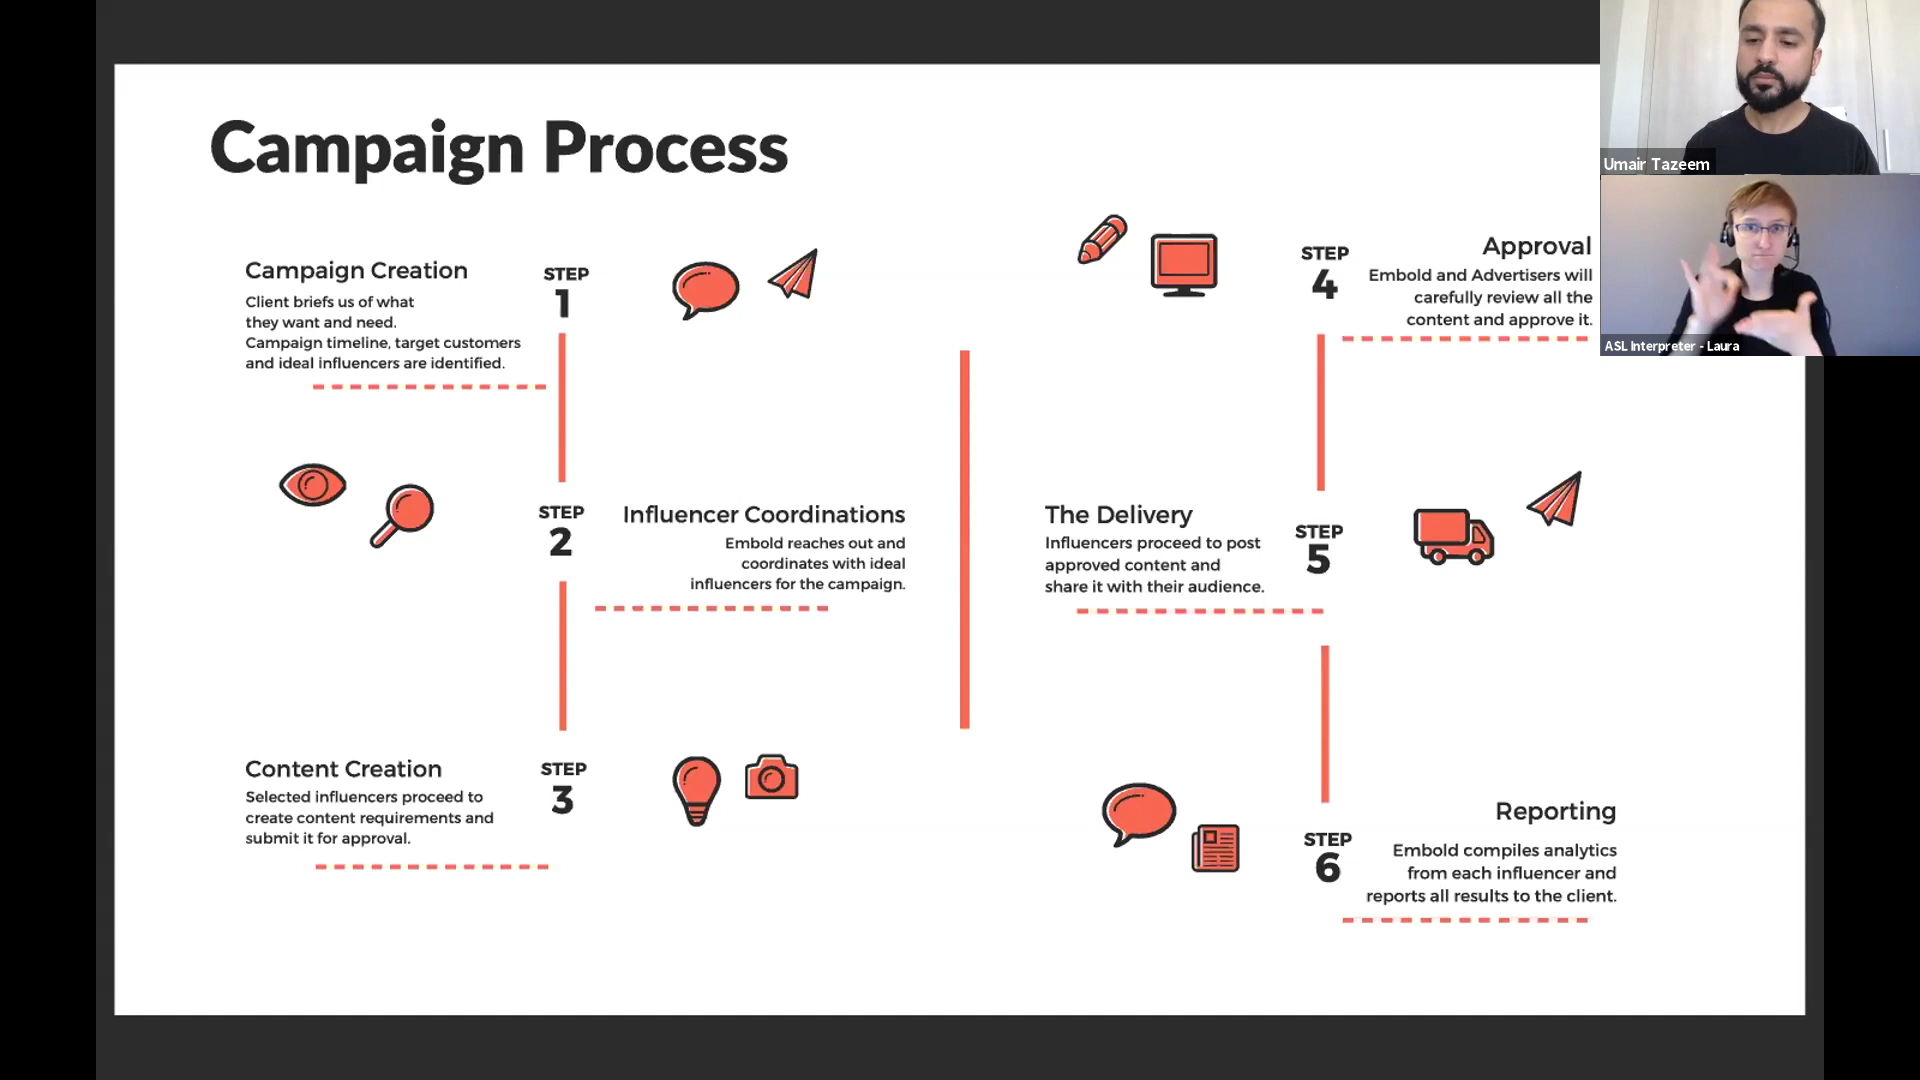 Campaign Process
Campaign Creation
Client briefs us of what
they want and need.
Campaign timeline, target customers
and ideal influencers are identified.
STEP
1
STEP
2
Influencer Coordinations
Embold reaches out and
coordinates with ideal
influencers for the campaign.
Content Creation
Selected influencers proceed to
create content requirements and
submit it for approval.
STEP
3
STEP
4
Approval
Embold and Advertisers will
carefully review all the
content and approve it.
The Delivery
Influencers proceed to post
approved content and
share it with their audience.
STEP
5
STEP
6
Reporting
Embold compiles analytics
from each influencer and
reports all results to the client.
Umair Tazeem
ASL Interpreter - Laura